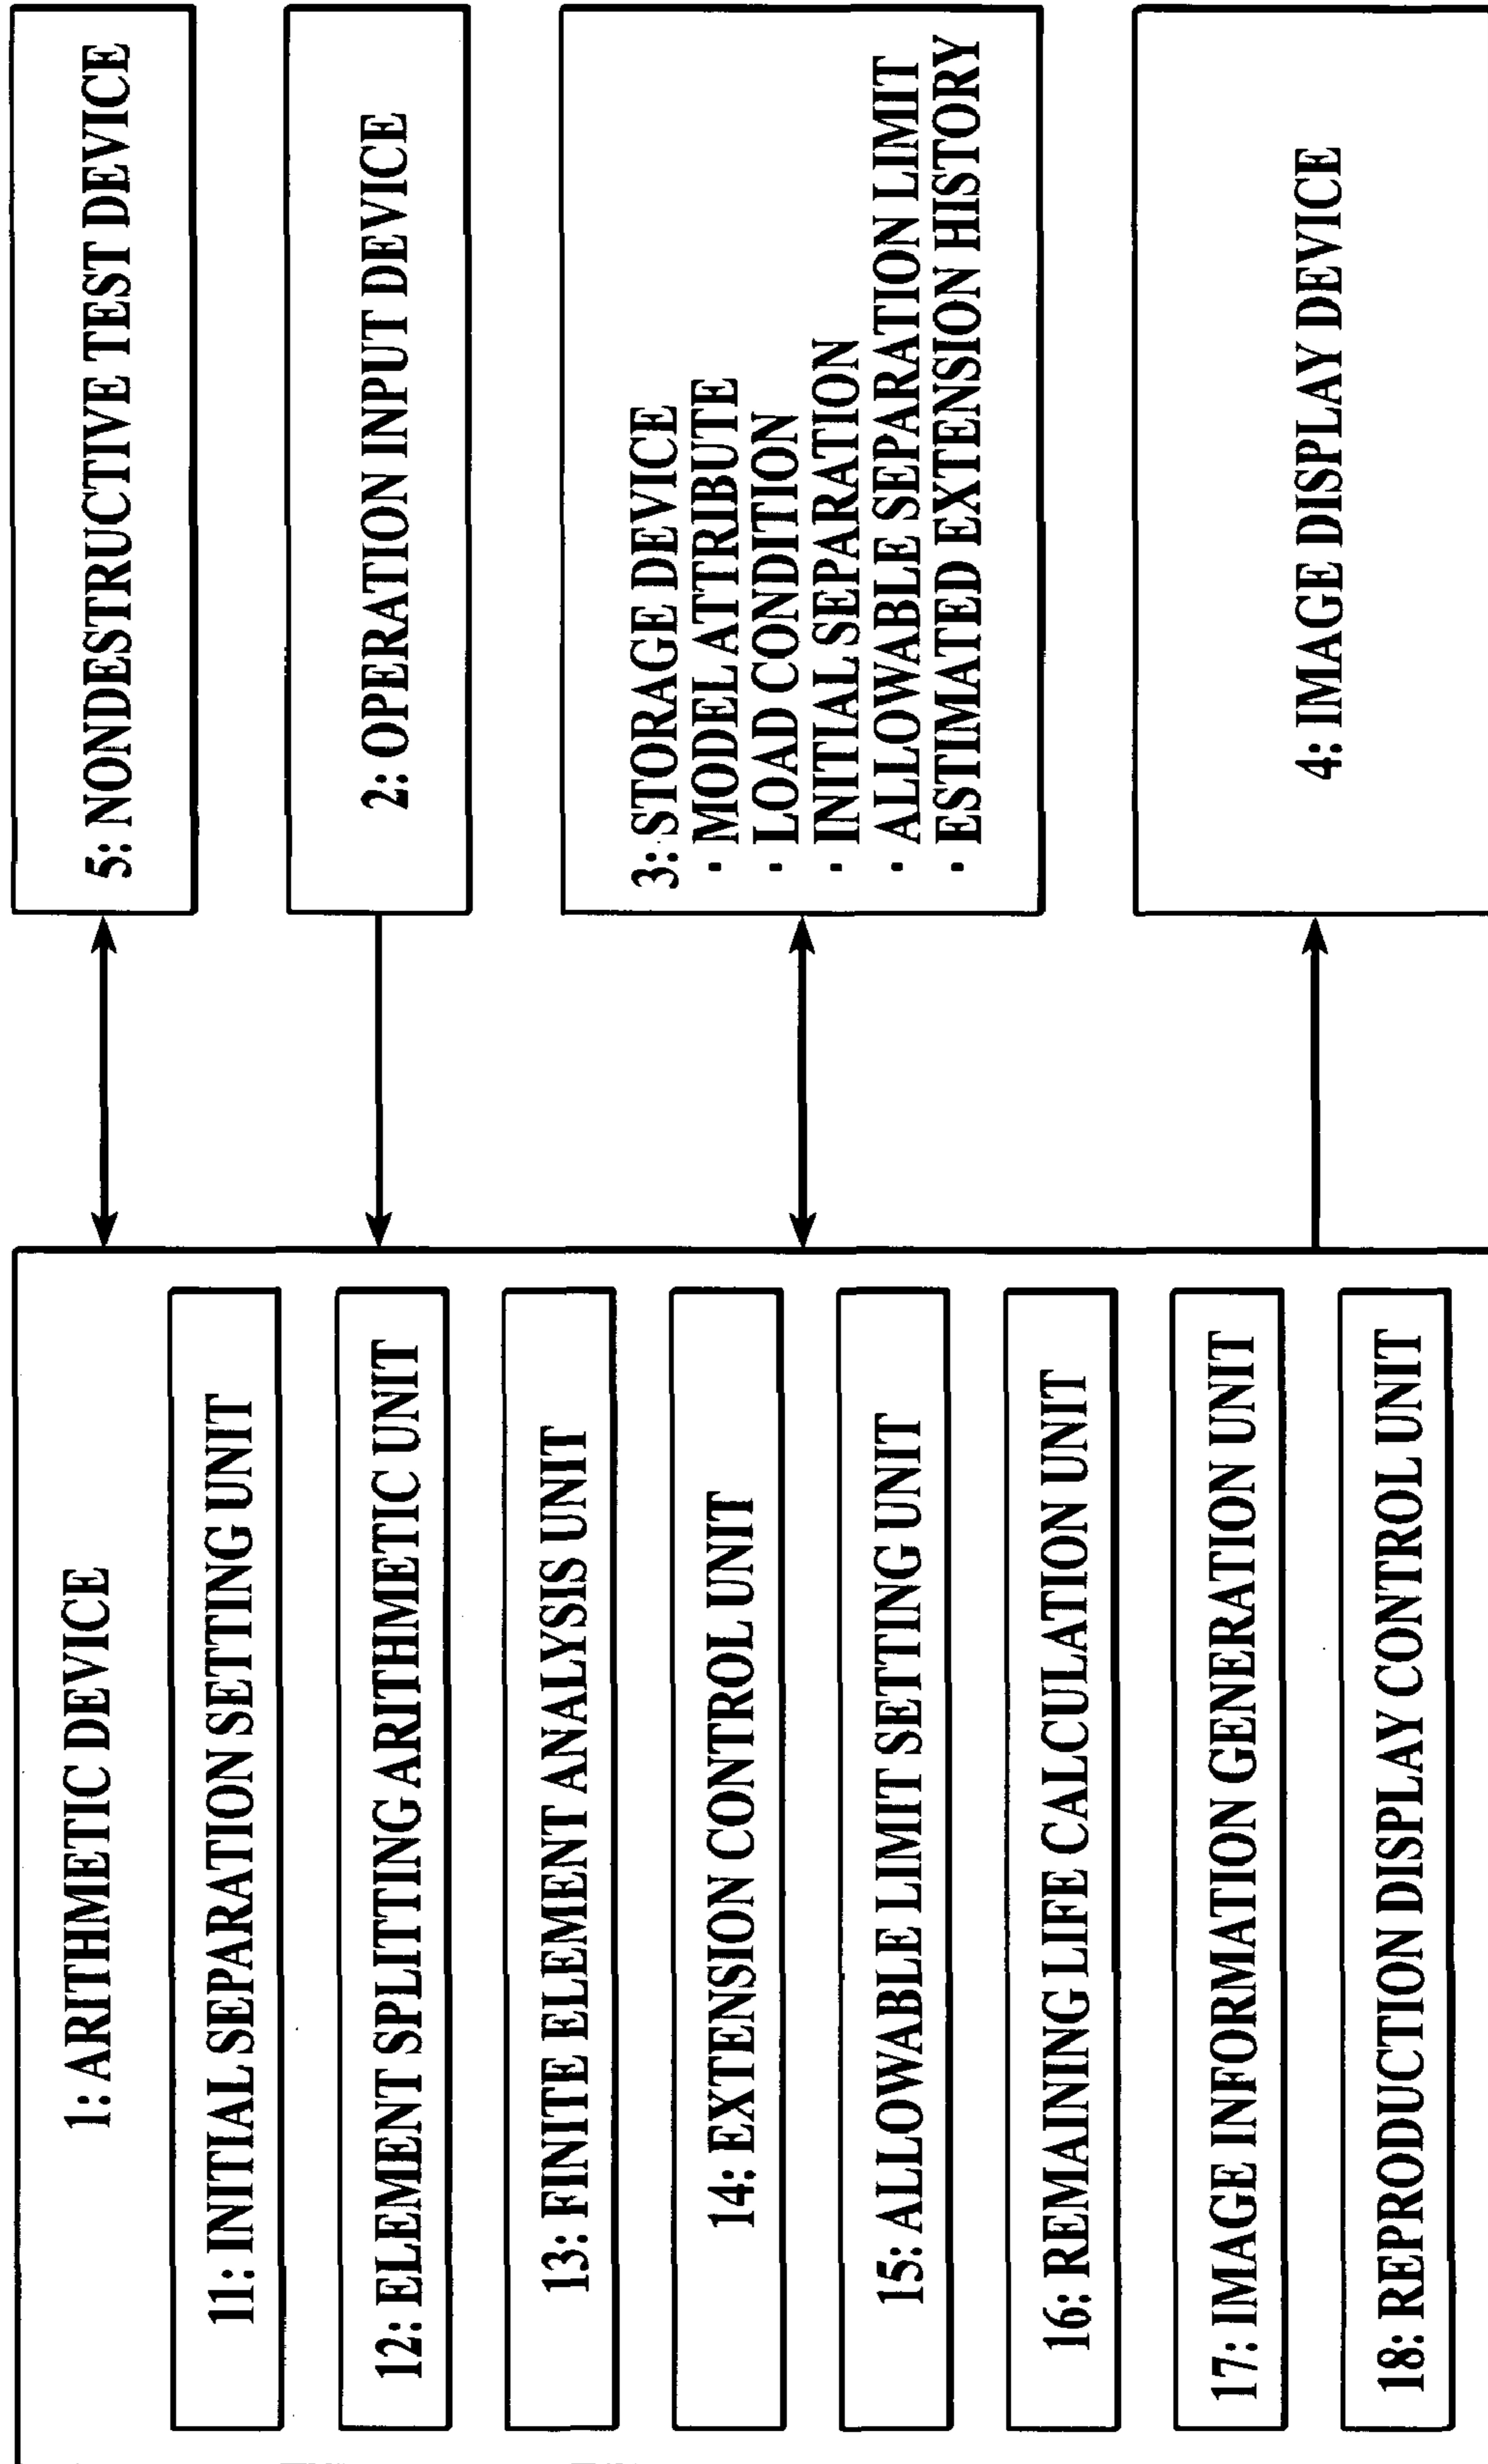 1: ARITHMETIC DEVICE
11: INITIAL SEPARATION SETTING UNIT
12: ELEMENT SPLITTING ARITHMETIC UNIT
13: FINITE ELEMENT ANALYSIS UNIT
14: EXTENSION CONTROL UNIT
15: ALLOWABLE LIMIT SETTING UNIT
16: REMAINING LIFE CALCULATION UNIT
17: IMAGE INFORMATION GENERATION UNIT
18: REPRODUCTION DISPLAY CONTROL UNIT
5: NONDESTRUCTIVE TEST DEVICE
2: OPERATION INPUT DEVICE
3: STORAGE DEVICE
· MODEL ATTRIBUTE
· LOAD CONDITION
· INITIAL SEPARATION
· ALLOWABLE SEPARATION LIMIT
· ESTIMATED EXTENSION HISTORY
4: IMAGE DISPLAY DEVICE